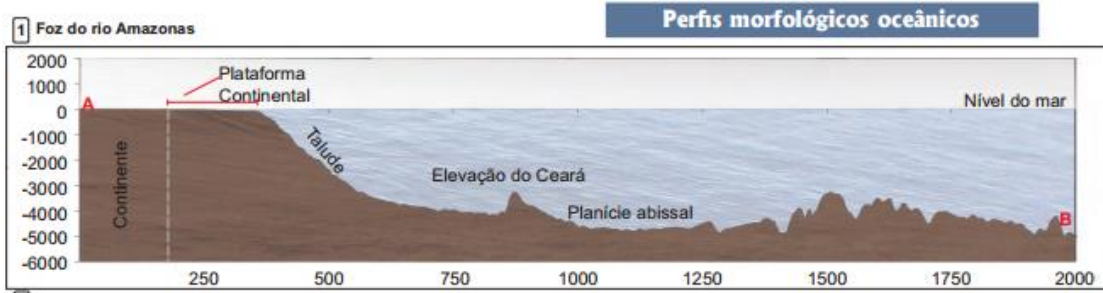 Perfis morfológicos oceânicos
1 Foz do rio Amazonas
2000
1000
0
-1000
-2000
-3000
-4000
-5000
-6000
A
Plataforma
Continental
Nível do mar
Continente
Talude
Elevação do Ceará
Planície abissal
B
250
500
750
1000
1250
1500
1750
2000